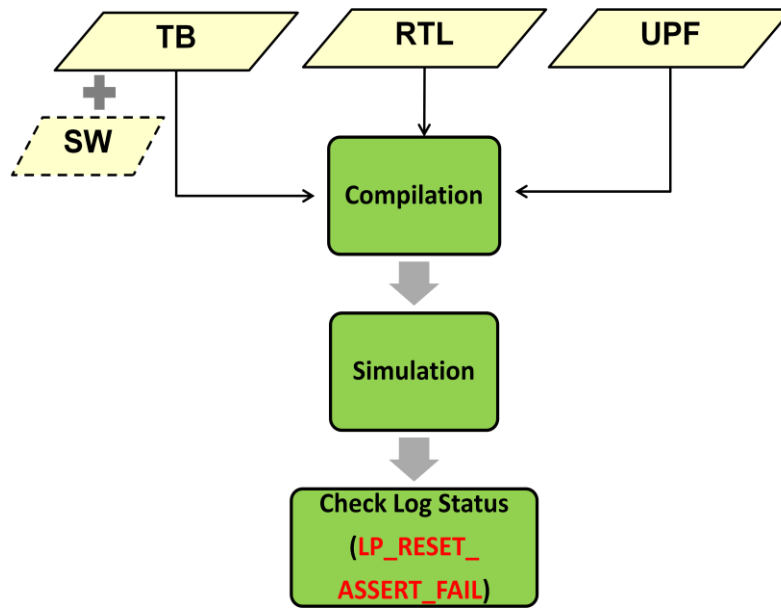 TB
RTL
UPF
SW
Compilation
Simulation
Check Log Status
(LP_RESET_
ASSERT_FAIL)